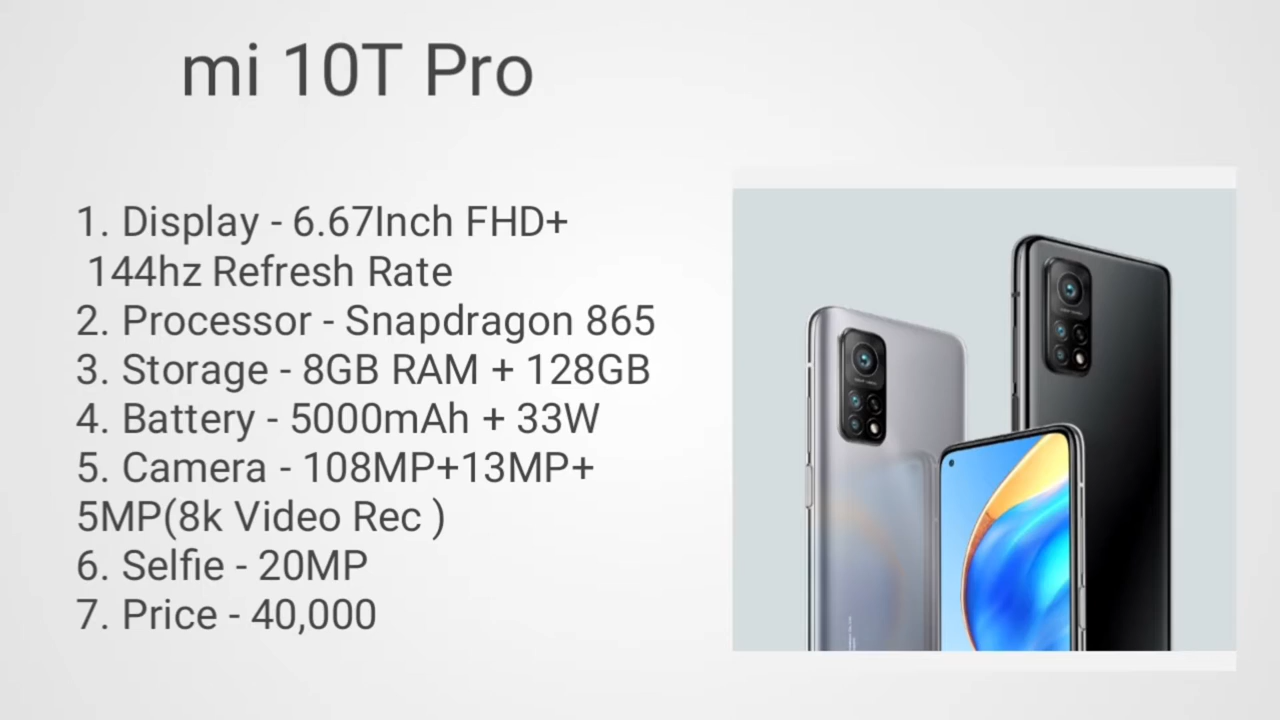 mi 10T Pro
1. Display - 6.67Inch FHD+
144hz Refresh Rate
2. Processor - Snapdragon 865
3. Storage - 8GB RAM + 128GB
4. Battery - 5000mAh + 33W
5. Camera - 108MP+13MP+
5MP(8k Video Rec )
6. Selfie - 20MP
7. Price - 40,000